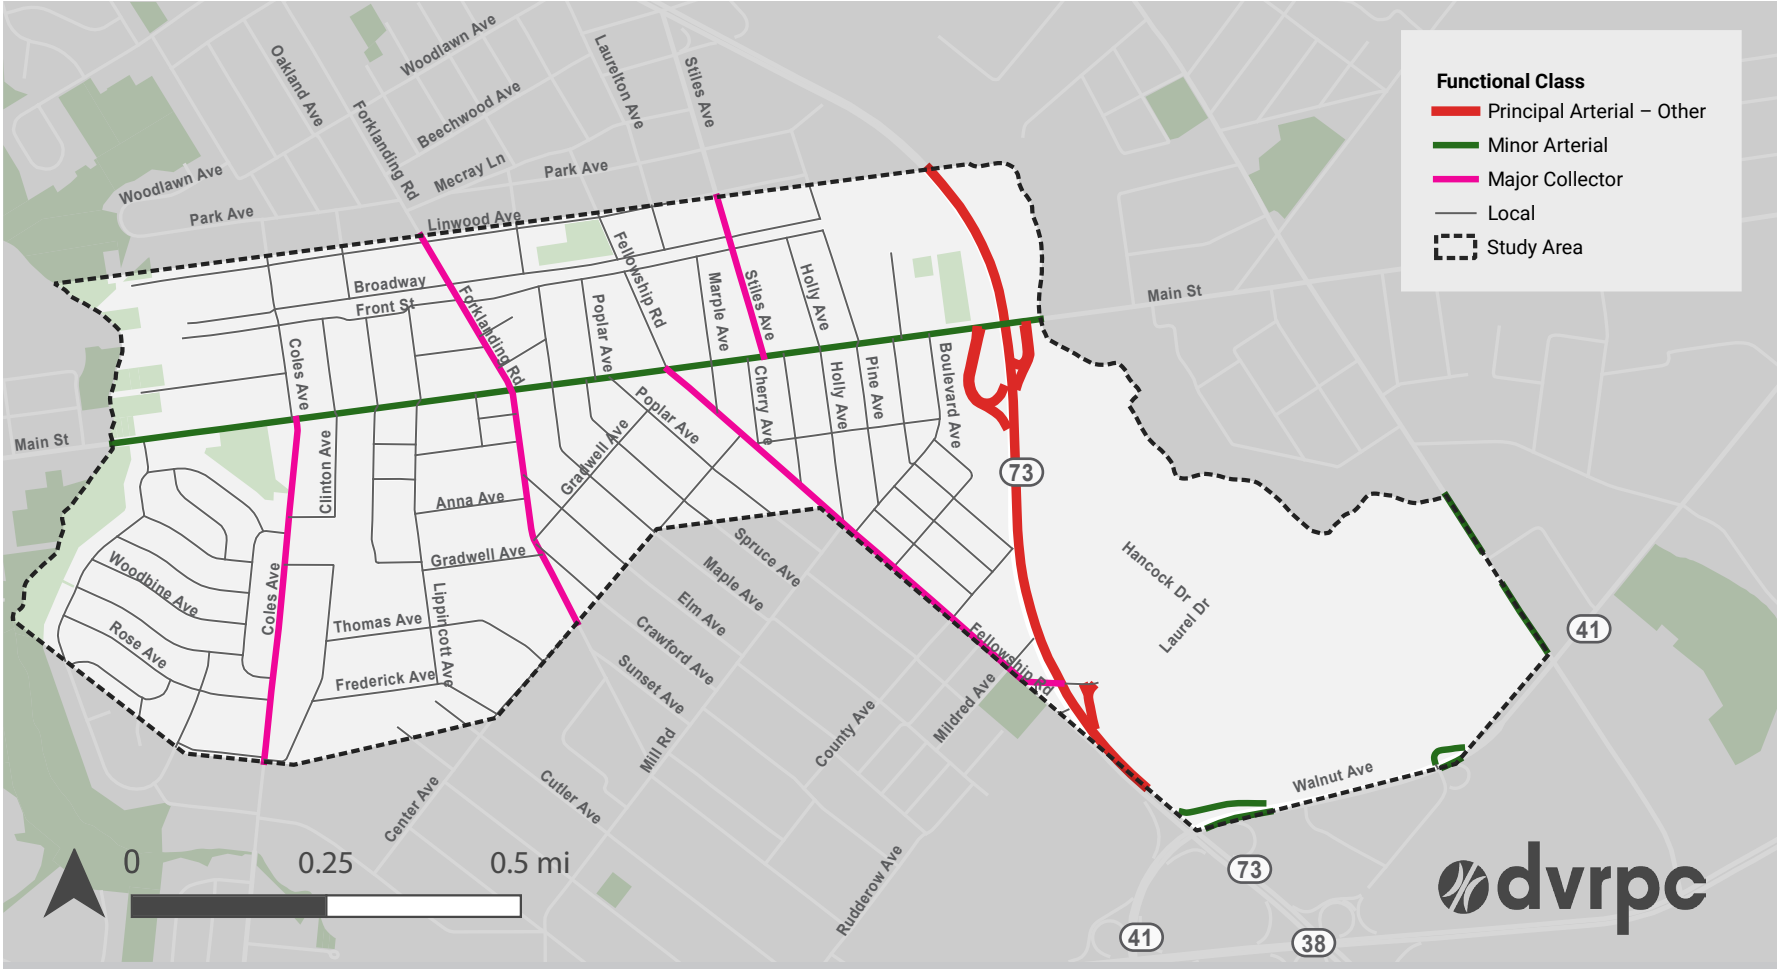 Functional Class
Principal Arterial – Other
Minor Arterial
Major Collector
Local
Study Area
Woodlawn Ave
Oakland Ave
Laurelton Ave
Stiles Ave
Forklanding Rd
Beechwood Ave
Mecray Ln
Park Ave
Woodlawn Ave
Park Ave
Linwood Ave
Broadway
Front St
Forklanding Rd
Fellowship Rd
Poplar Ave
Marple Ave
Stiles Ave
Holly Ave
Main St
Coles Ave
Cherry Ave
Holly Ave
Pine Ave
Boulevard Ave
Poplar Ave
Gradwell Ave
Main St
Clinton Ave
73
Anna Ave
Gradwell Ave
Spruce Ave
Maple Ave
Elm Ave
Crawford Ave
Sunset Ave
Hancock Dr
Laurel Dr
41
Woodbine Ave
Rose Ave
Coles Ave
Thomas Ave
Lippincott Ave
Frederick Ave
Fellowship Rd
Mildred Ave
County Ave
Mill Rd
Cutler Ave
Center Ave
Walnut Ave
Rudderow Ave
73
41
38
0 0.25 0.5 mi
dvrpc